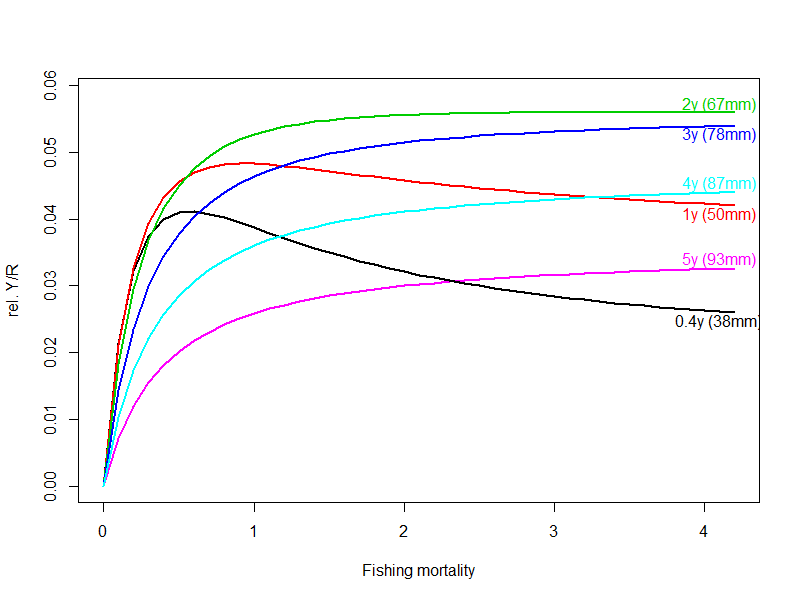 0.06
0.05
0.04
0.03
0.02
0.01
0.00
rel. Y/R
2y (67mm)
3y (78mm)
4y (87mm)
1y (50mm)
5y (93mm)
0.4y (38mm)
0 1 2 3 4
Fishing mortality